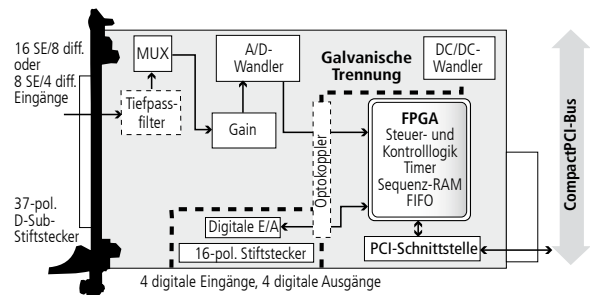 16 SE/8 diff.
oder
8 SE/4 diff.
Eingänge
MUX
A/D-
Wandler
Galvanische
Trennung
DC/DC-
Wandler
Tiefpass-
filter
Gain
Optokoppler
FPGA
Steuer- und
Kontrolllogik
Timer
Sequenz-RAM
FIFO
CompactPCI-Bus
37-pol.
D-Sub-
Stiftstecker
Digitale E/A
16-pol. Stiftstecker
PCI-Schnittstelle
4 digitale Eingänge, 4 digitale Ausgänge